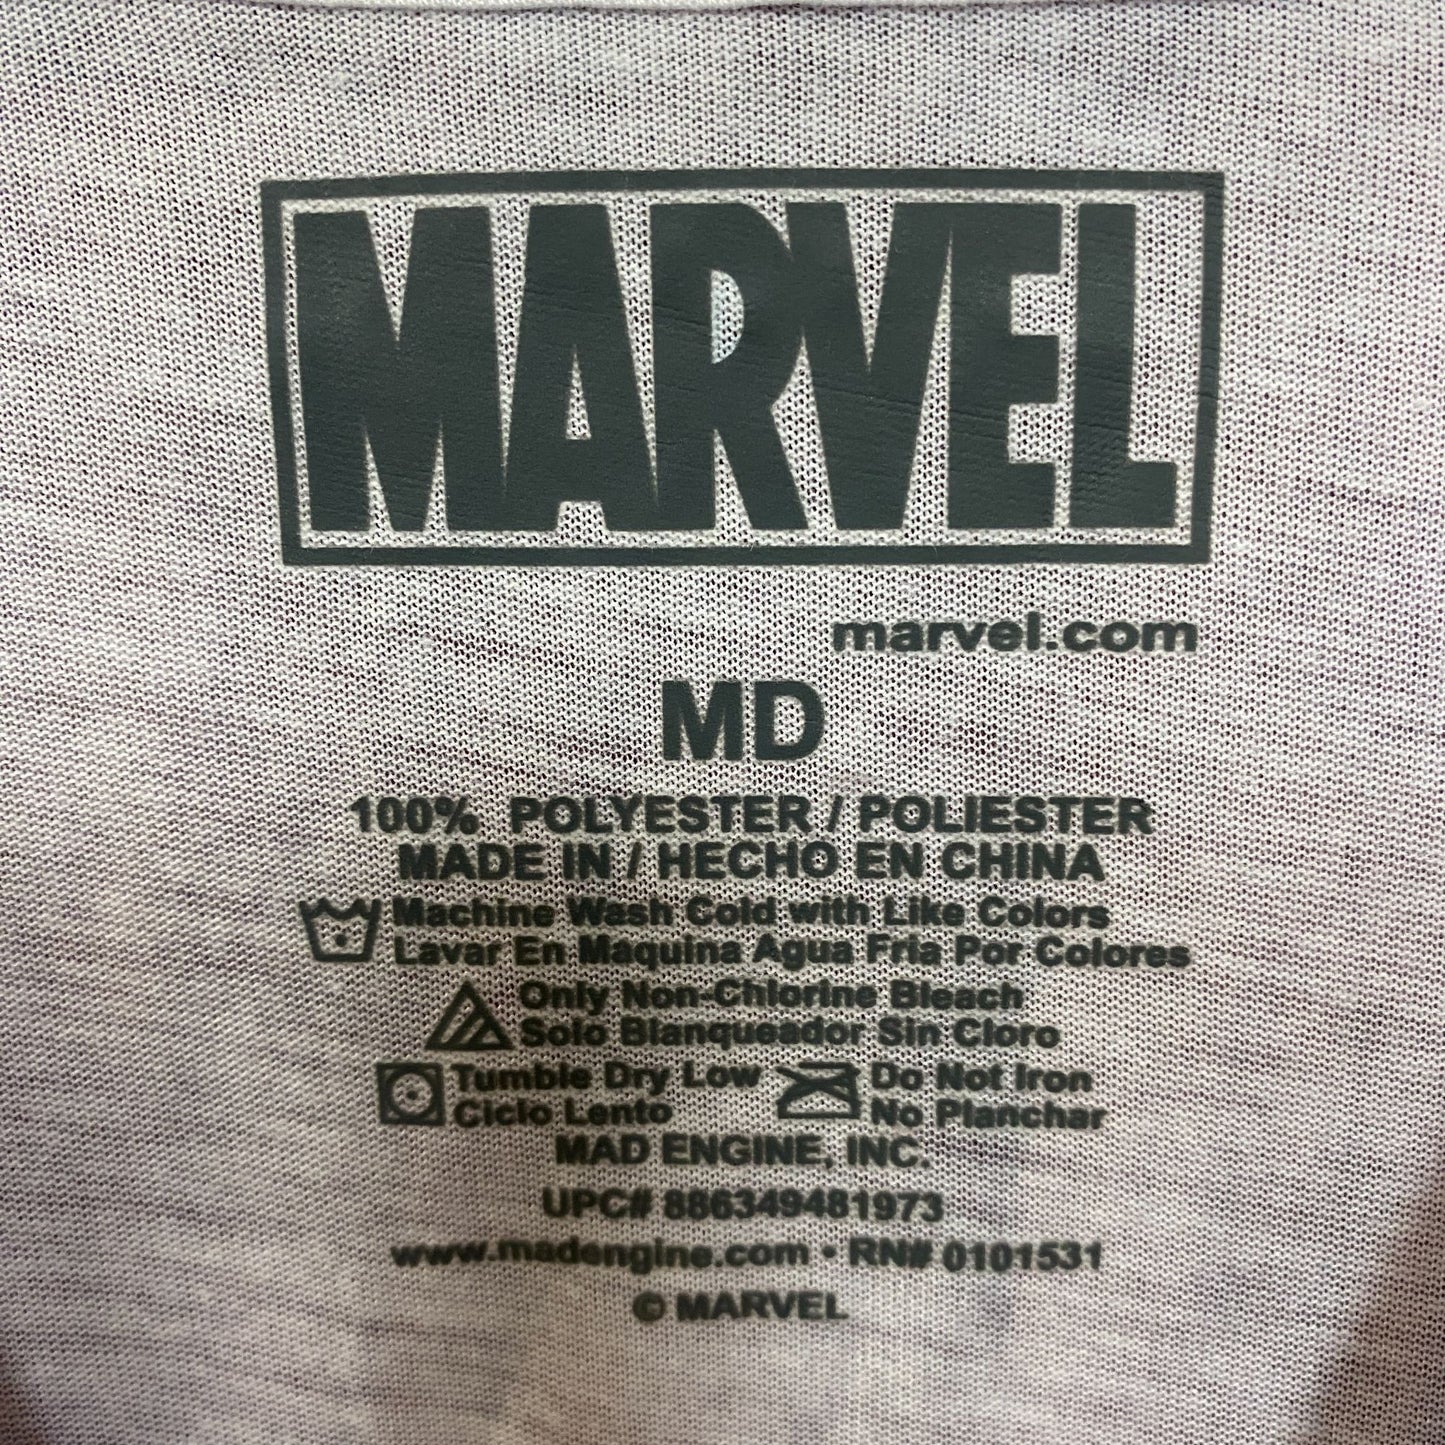 MARVEL
marvel.com
MD
100% POLYESTER / POLIESTER
MADE IN / HECHO EN CHINA
Machine Wash Cold with Like Colors
Lavar En Maquina Agua Fria Por Colores
Only Non-Chlorine Bleach
Solo Blanqueador Sin Cloro
Tumble Dry Low
Ciclo Lento
Do Not Iron
No Planchar
MAD ENGINE, INC.
UPC# 886349481973
www.madengine.com • RN# 0101531
© MARVEL